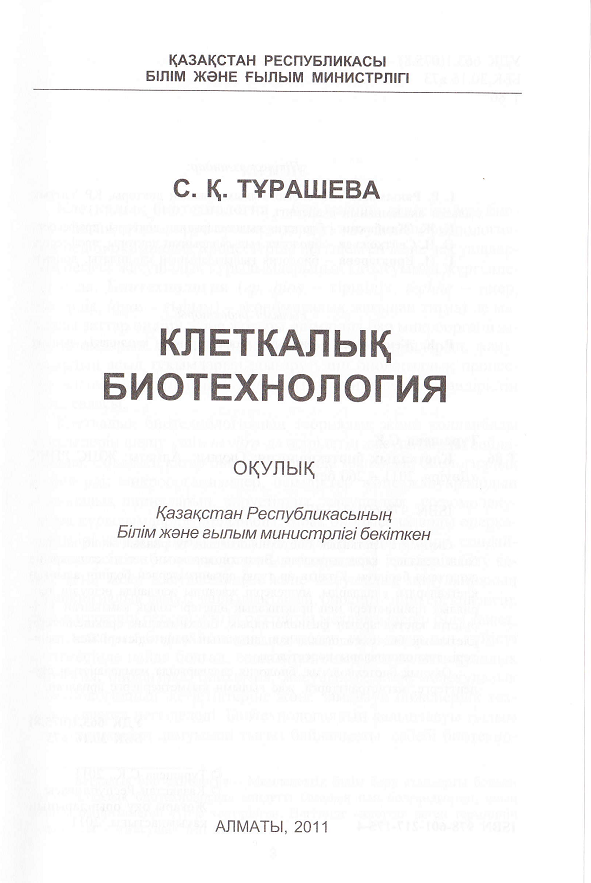 ҚАЗАҚСТАН РЕСПУБЛИКАСЫ
БІЛІМ ЖӘНЕ ҒЫЛЫМ МИНИСТРЛІГІ
С. Қ. ТҰРАШЕВА
КЛЕТКАЛЫҚ
БИОТЕХНОЛОГИЯ
ОҚУЛЫҚ
Қазақстан Республикасының
Білім және ғылым министрлігі бекіткен
АЛМАТЫ, 2011